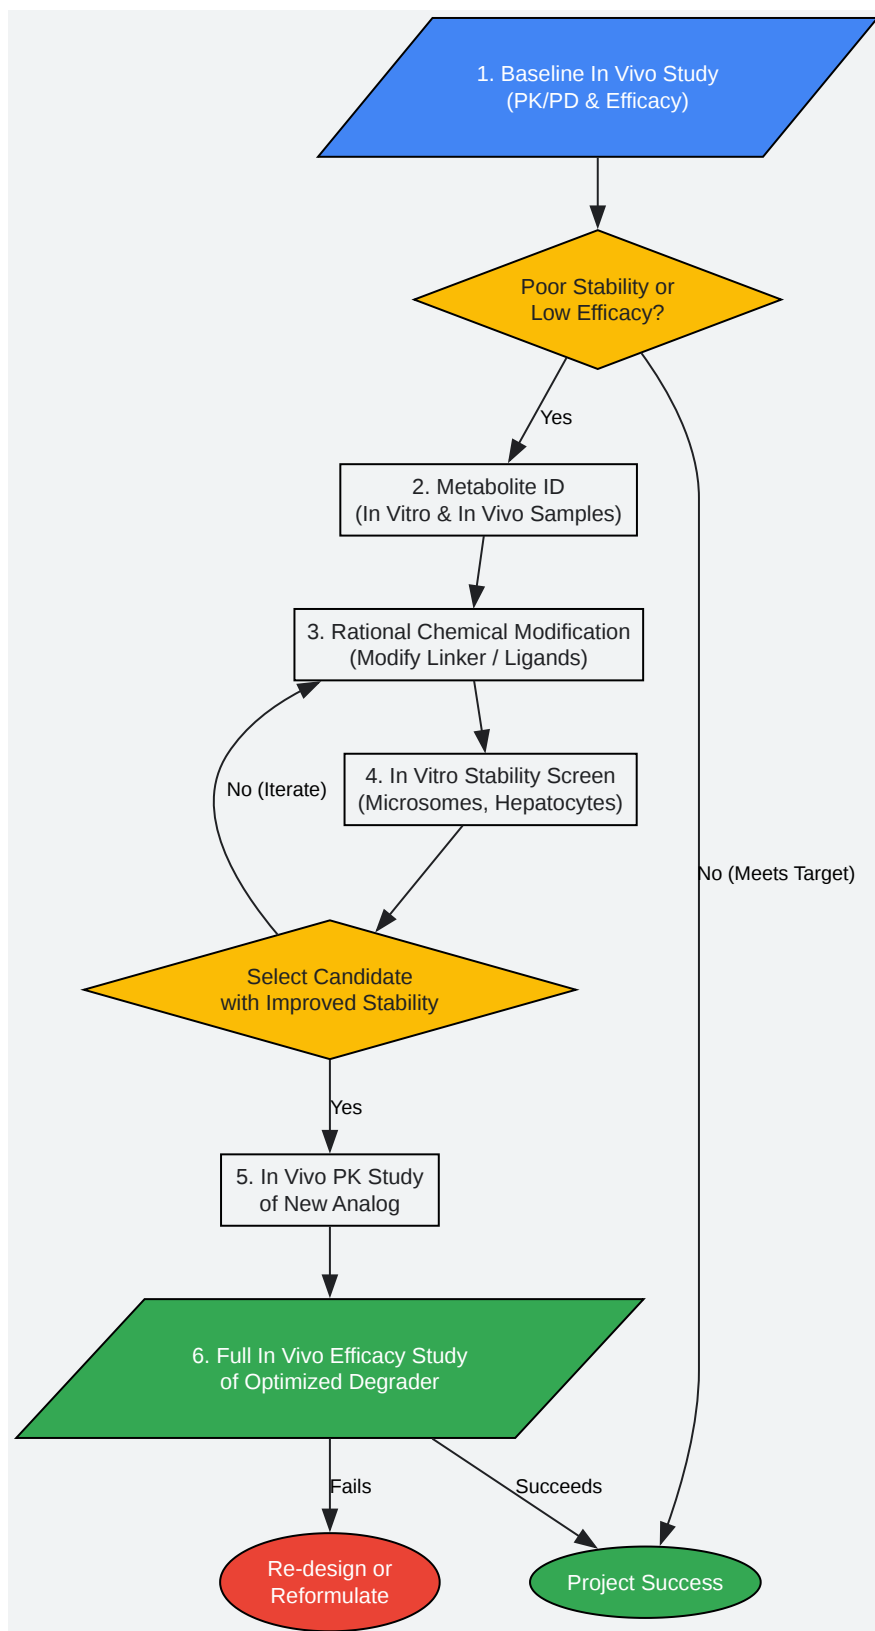 1. Baseline In Vivo Study
(PK/PD & Efficacy)
Poor Stability or
Low Efficacy?
Yes
2. Metabolite ID
(In Vitro & In Vivo Samples)
3. Rational Chemical Modification
(Modify Linker / Ligands)
4. In Vitro Stability Screen
(Microsomes, Hepatocytes)
No (Iterate)
No (Meets Target)
Select Candidate
with Improved Stability
Yes
5. In Vivo PK Study
of New Analog
6. Full In Vivo Efficacy Study
of Optimized Degrader
Fails
Succeeds
Re-design or
Reformulate
Project Success